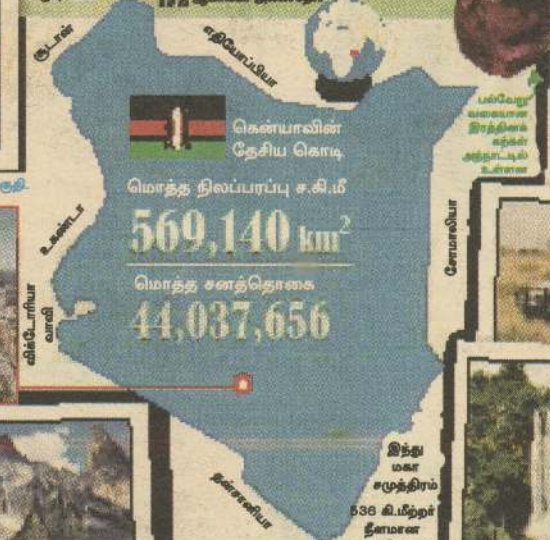 சூடான்
எதியோப்பியா
பல்வேறு
வகையான
இரத்தினக்
கற்கள்
அந்நாட்டில்
உள்ளன
கென்யாவின்
தேசிய கொடி
மொத்த நிலப்பரப்பு ச.கி.மீ
569,140 km²
மொத்த சனத்தொகை
44,037,656
உகண்டா
சோமாலியா
விக்டோரியா
வாவி
தன்சானியா
இந்து
மகா
சமுத்திரம்
536 கி.மீற்றர்
நீளமான